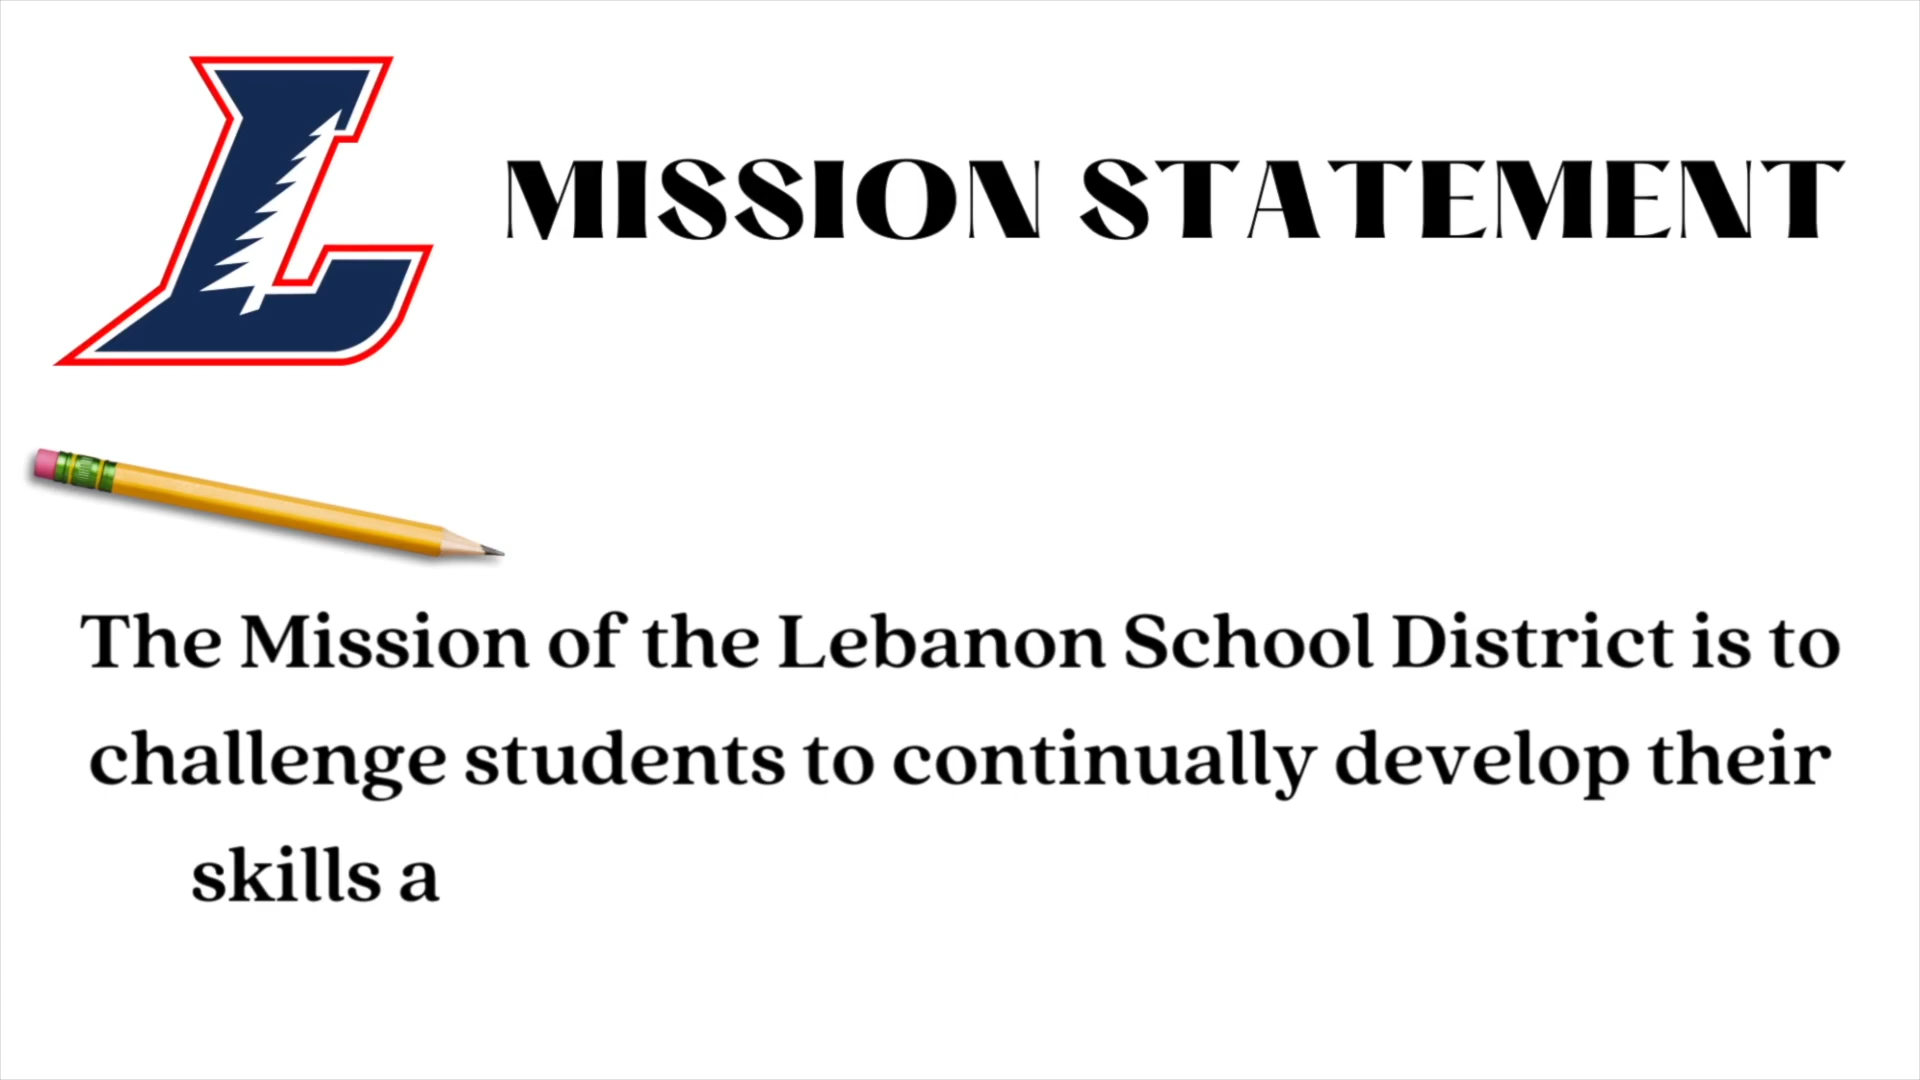 L
MISSION STATEMENT
The Mission of the Lebanon School District is to
challenge students to continually develop their
skills a